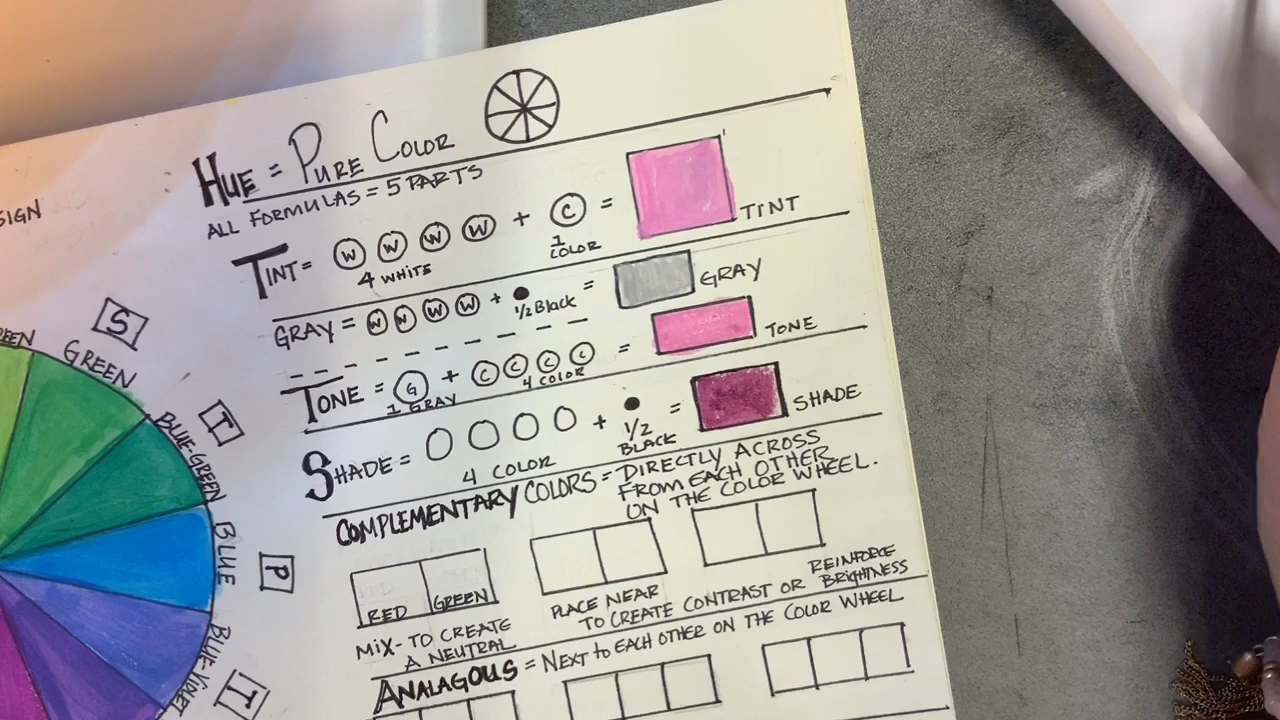 SIGN
HUE = PURE COLOR
ALL FORMULAS = 5 PARTS
TINT = W W W W + C =
4 WHITS
1 COLOR
TINT
GRAY = W W W W + 1/2 Black = GRAY
TONE = G + C C C C = TONE
1 GRAY
4 COLOR
SHADE = + 1/2 BLACK = SHADE
4 COLOR
COMPLEMENTARY COLORS = DIRECTLY ACROSS
FROM EACH OTHER
ON THE COLOR WHEEL.
RED GREEN
MIX - TO CREATE
A NEUTRAL
PLACE NEAR
TO CREATE CONTRAST OR REINFORCE
BRIGHTNESS
ANALAGOUS = NEXT to EACH OTHER ON THE COLOR WHEEL
REEN
GREEN
S
BLUE-GREEN
T
BLUE
P
BLUE-VIOLET
T